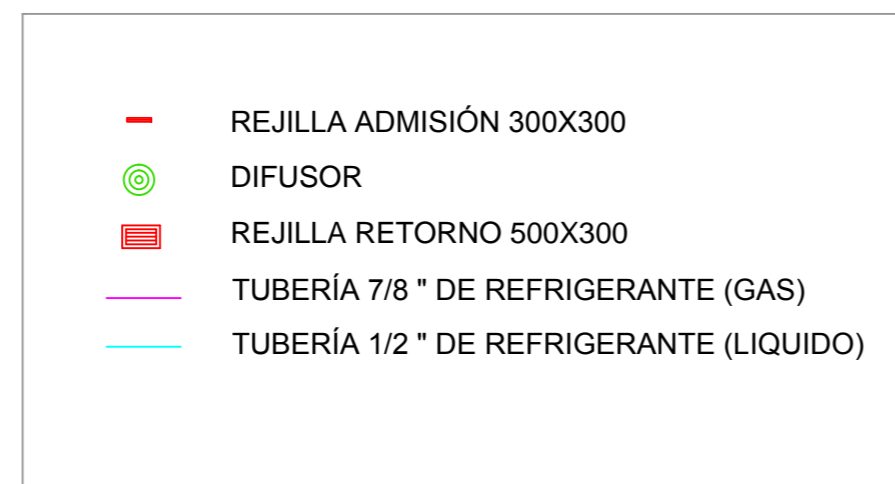 REJILLA ADMISIÓN 300X300
DIFUSOR
REJILLA RETORNO 500X300
TUBERÍA 7/8 " DE REFRIGERANTE (GAS)
TUBERÍA 1/2 " DE REFRIGERANTE (LIQUIDO)